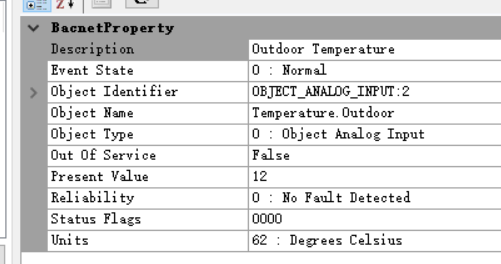 BacnetProperty
Description Outdoor Temperature
Event State 0 : Normal
Object Identifier OBJECT_ANALOG_INPUT:2
Object Name Temperature.Outdoor
Object Type 0 : Object Analog Input
Out Of Service False
Present Value 12
Reliability 0 : No Fault Detected
Status Flags 0000
Units 62 : Degrees Celsius